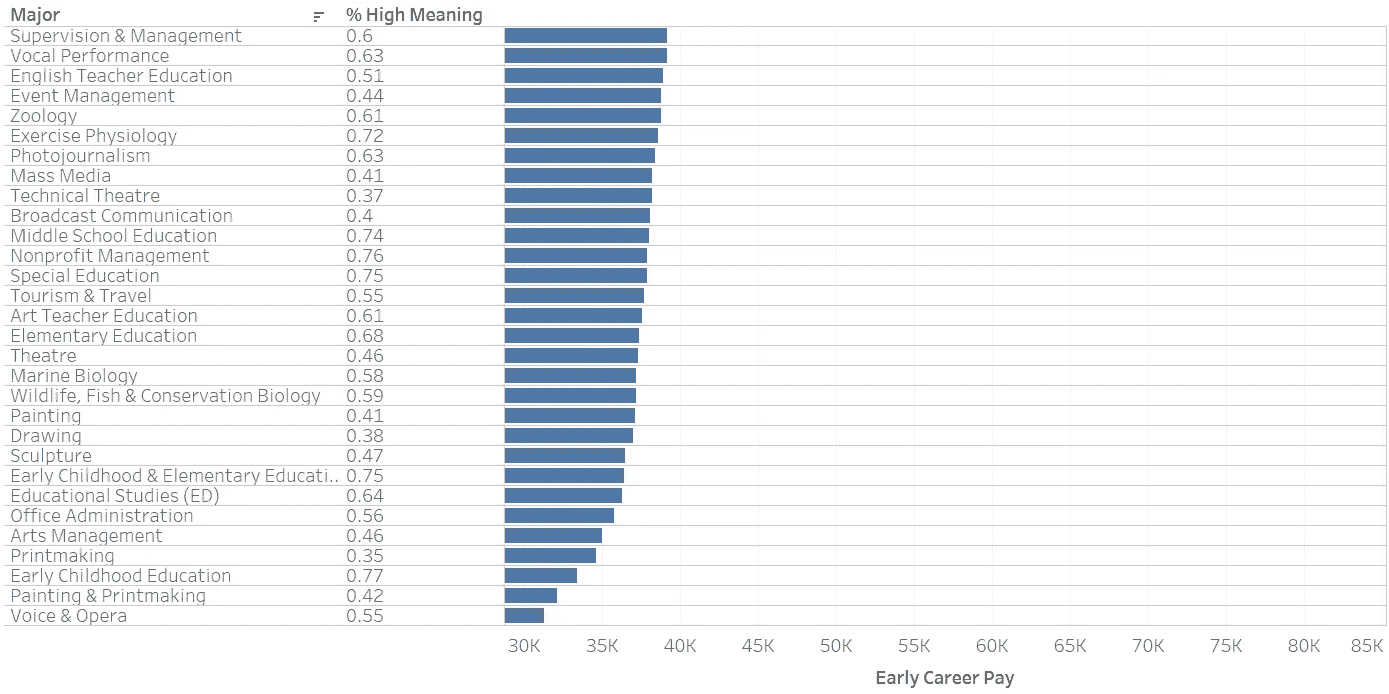 Major % High Meaning
Supervision & Management 0.6
Vocal Performance 0.63
English Teacher Education 0.51
Event Management 0.44
Zoology 0.61
Exercise Physiology 0.72
Photojournalism 0.63
Mass Media 0.41
Technical Theatre 0.37
Broadcast Communication 0.4
Middle School Education 0.74
Nonprofit Management 0.76
Special Education 0.75
Tourism & Travel 0.55
Art Teacher Education 0.61
Elementary Education 0.68
Theatre 0.46
Marine Biology 0.58
Wildlife, Fish & Conservation Biology 0.59
Painting 0.41
Drawing 0.38
Sculpture 0.47
Early Childhood & Elementary Educati.. 0.75
Educational Studies (ED) 0.64
Office Administration 0.56
Arts Management 0.46
Printmaking 0.35
Early Childhood Education 0.77
Painting & Printmaking 0.42
Voice & Opera 0.55
30K 35K 40K 45K 50K 55K 60K 65K 70K 75K 80K 85K
Early Career Pay